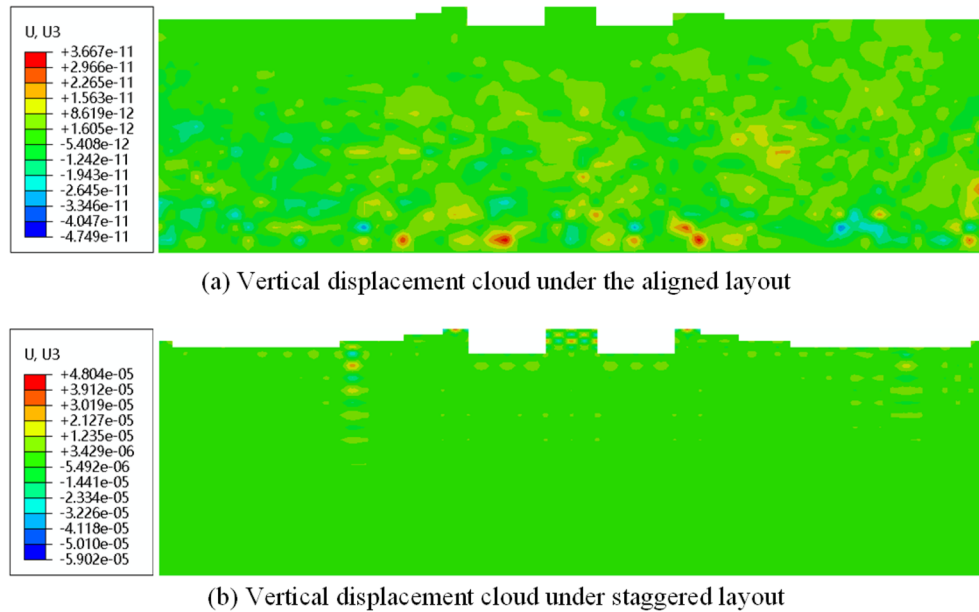 U, U3
+3.667e-11
+2.966e-11
+2.265e-11
+1.563e-11
+8.619e-12
+1.605e-12
-5.408e-12
-1.242e-11
-1.943e-11
-2.645e-11
-3.346e-11
-4.047e-11
-4.749e-11
(a) Vertical displacement cloud under the aligned layout
U, U3
+4.804e-05
+3.912e-05
+3.019e-05
+2.127e-05
+1.235e-05
+3.429e-06
-5.492e-06
-1.441e-05
-2.334e-05
-3.226e-05
-4.118e-05
-5.010e-05
-5.902e-05
(b) Vertical displacement cloud under staggered layout